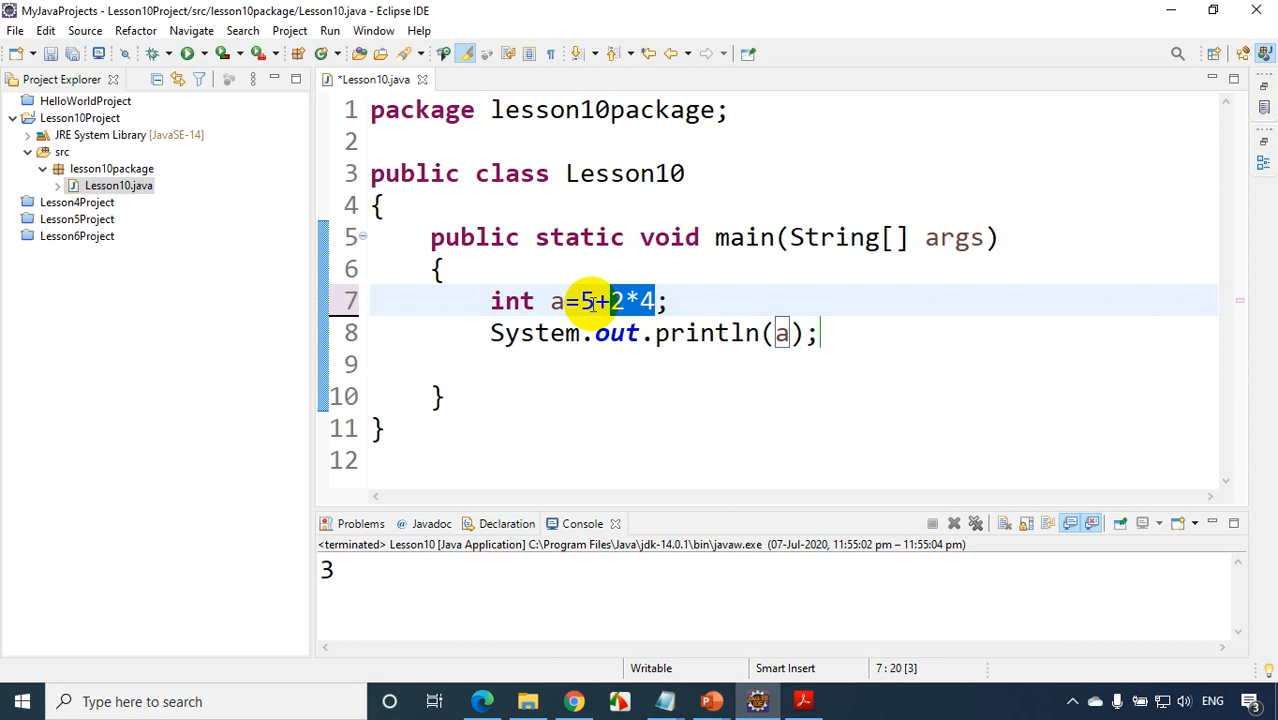 MyJavaProjects - Lesson10Project/src/lesson10package/Lesson10.java - Eclipse IDE
File Edit Source Refactor Navigate Search Project Run Window Help
Project Explorer
HelloWorldProject
Lesson10Project
JRE System Library [JavaSE-14]
src
lesson10package
Lesson10.java
Lesson4Project
Lesson5Project
Lesson6Project
*Lesson10.java
1 package lesson10package;
2
3 public class Lesson10
4 {
5 public static void main(String[] args)
6 {
7 int a=5+2*4;
8 System.out.println(a);
9
10 }
11 }
12
Problems @ Javadoc Declaration Console
<terminated> Lesson10 [Java Application] C:\Program Files\Java\jdk-14.0.1\bin\javaw.exe (07-Jul-2020, 11:55:02 pm – 11:55:04 pm)
3
Writable Smart Insert 7 : 20 [3]
Type here to search
ENG
3